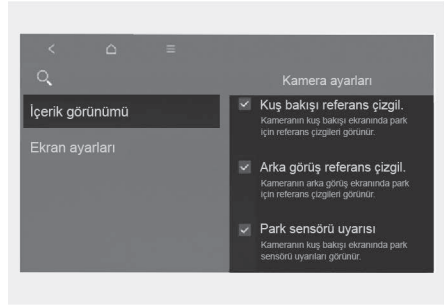 Kamera ayarları
İçerik görünümü
Ekran ayarları
Kuş bakışı referans çizgil.
Kameranın kuş bakışı ekranında park
için referans çizgileri görünür.
Arka görüş referans çizgil.
Kameranın arka görüş ekranında park
için referans çizgileri görünür.
Park sensörü uyarısı
Kameranın kuş bakışı ekranında park
sensörü uyarıları görünür.